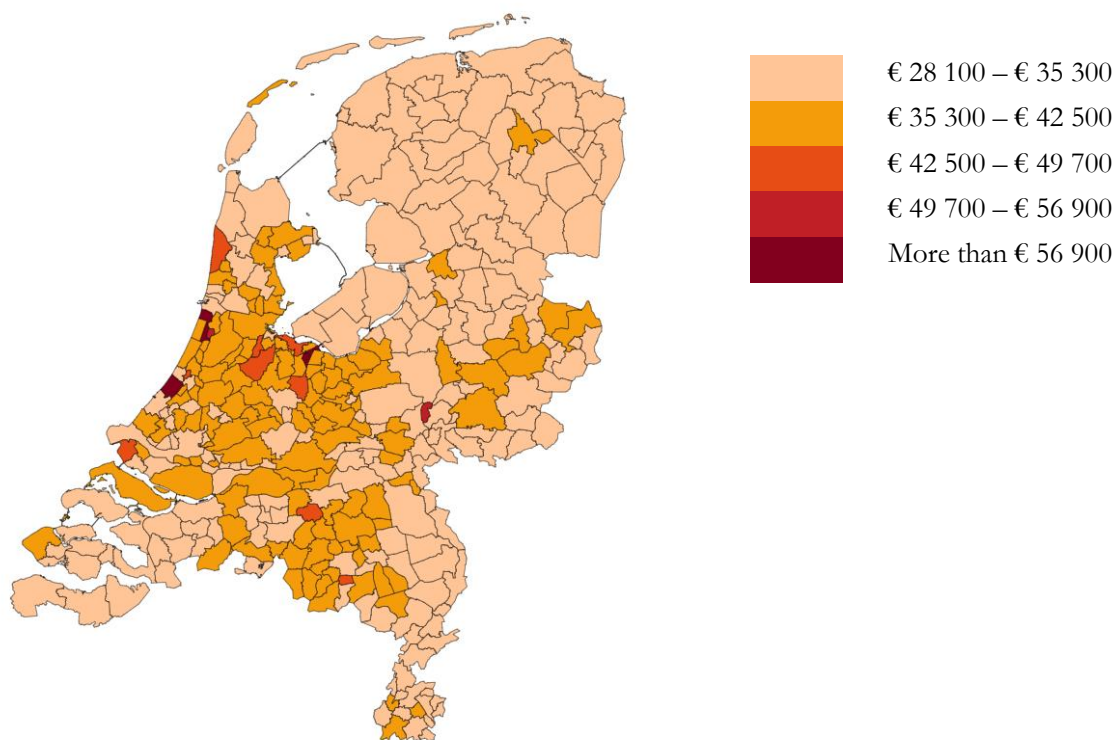 € 28 100 – € 35 300
€ 35 300 – € 42 500
€ 42 500 – € 49 700
€ 49 700 – € 56 900
More than € 56 900